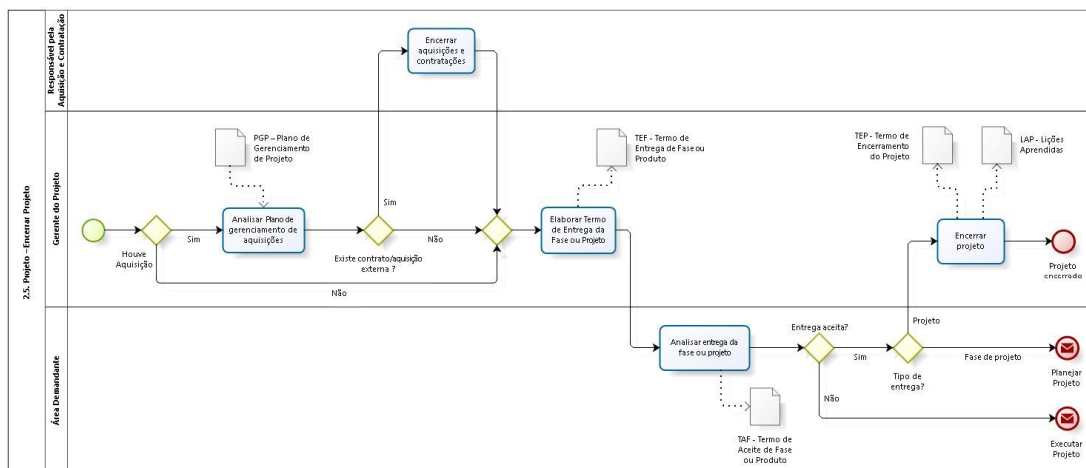 2.5. Projeto – Encerrar Projeto
Responsável pela
Aquisição e Contratação
Encerrar
aquisições e
contratações
Gerente do Projeto
PGP – Plano de
Gerenciamento
de Projeto
TEF - Termo de
Entrega de Fase ou
Produto
TEP - Termo de
Encerramento
do Projeto
LAP - Lições
Aprendidas
Houve
Aquisição
Sim
Analisar Plano de
gerenciamento de
aquisições
Sim
Existe contrato/aquisição
externa ?
Não
Não
Elaborar Termo
de Entrega da
Fase ou Projeto
Encerrar
projeto
Projeto
encerrado
Área Demandante
Analisar entrega da
fase ou projeto
TAF - Termo de
Aceite de Fase
ou Produto
Entrega aceita?
Sim
Não
Projeto
Tipo de
entrega?
Fase de projeto
Planejar
Projeto
Executar
Projeto